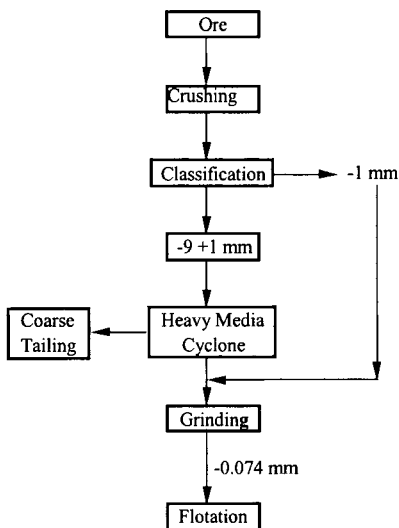 Ore
Crushing
Classification
-1 mm
-9 +1 mm
Coarse
Tailing
Heavy Media
Cyclone
Grinding
-0.074 mm
Flotation